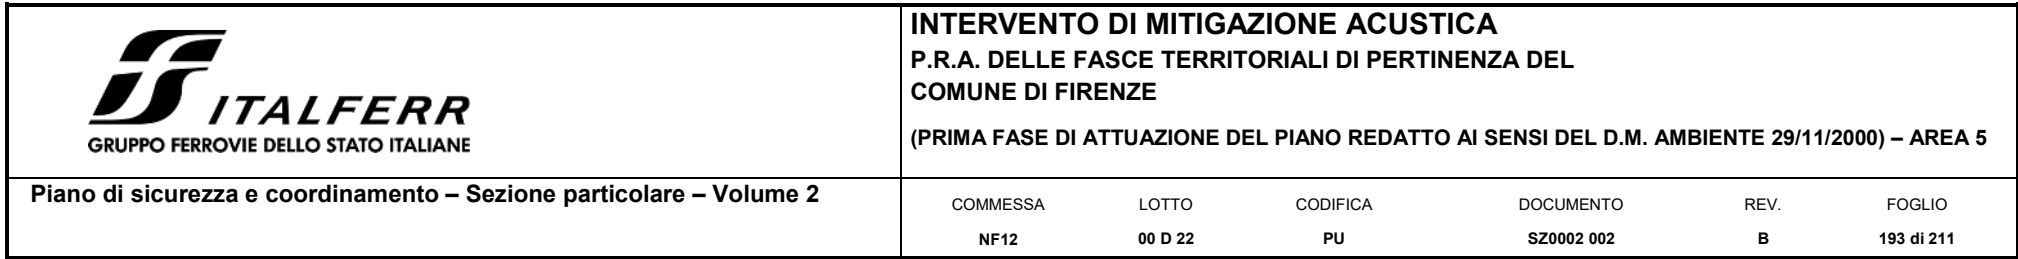 ITALFERR
GRUPPO FERROVIE DELLO STATO ITALIANE
INTERVENTO DI MITIGAZIONE ACUSTICA
P.R.A. DELLE FASCE TERRITORIALI DI PERTINENZA DEL
COMUNE DI FIRENZE
(PRIMA FASE DI ATTUAZIONE DEL PIANO REDATTO AI SENSI DEL D.M. AMBIENTE 29/11/2000) – AREA 5
Piano di sicurezza e coordinamento – Sezione particolare – Volume 2
COMMESSA LOTTO CODIFICA DOCUMENTO REV. FOGLIO
NF12 00 D 22 PU SZ0002 002 B 193 di 211